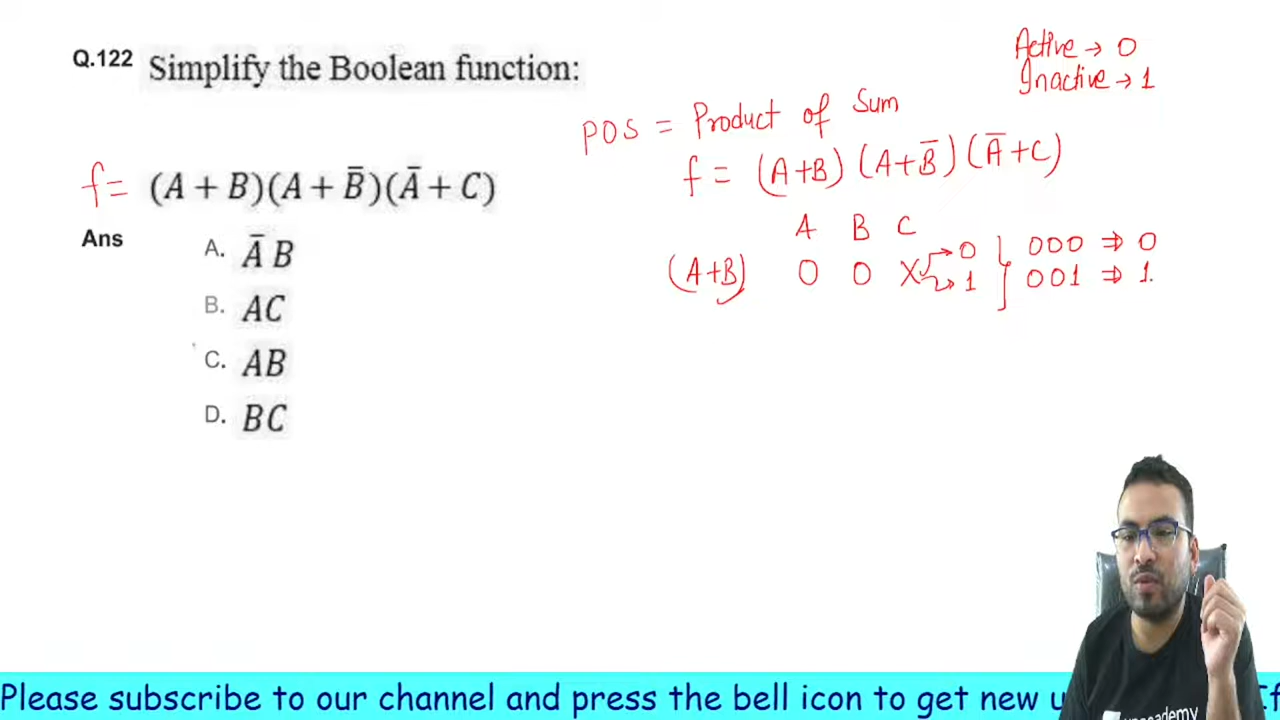 Q.122 Simplify the Boolean function:
Active → 0
Inactive → 1
POS = Product of Sum
f = (A+B) (A+B̄) (Ā+C)
f = (A + B)(A + B̄)(Ā + C)
Ans
A. Ā B
B. AC
C. AB
D. BC
A B C
(A+B) 0 0 X → 0 → 1 } 000 ⇒ 0
001 ⇒ 1
Please subscribe to our channel and press the bell icon to get new